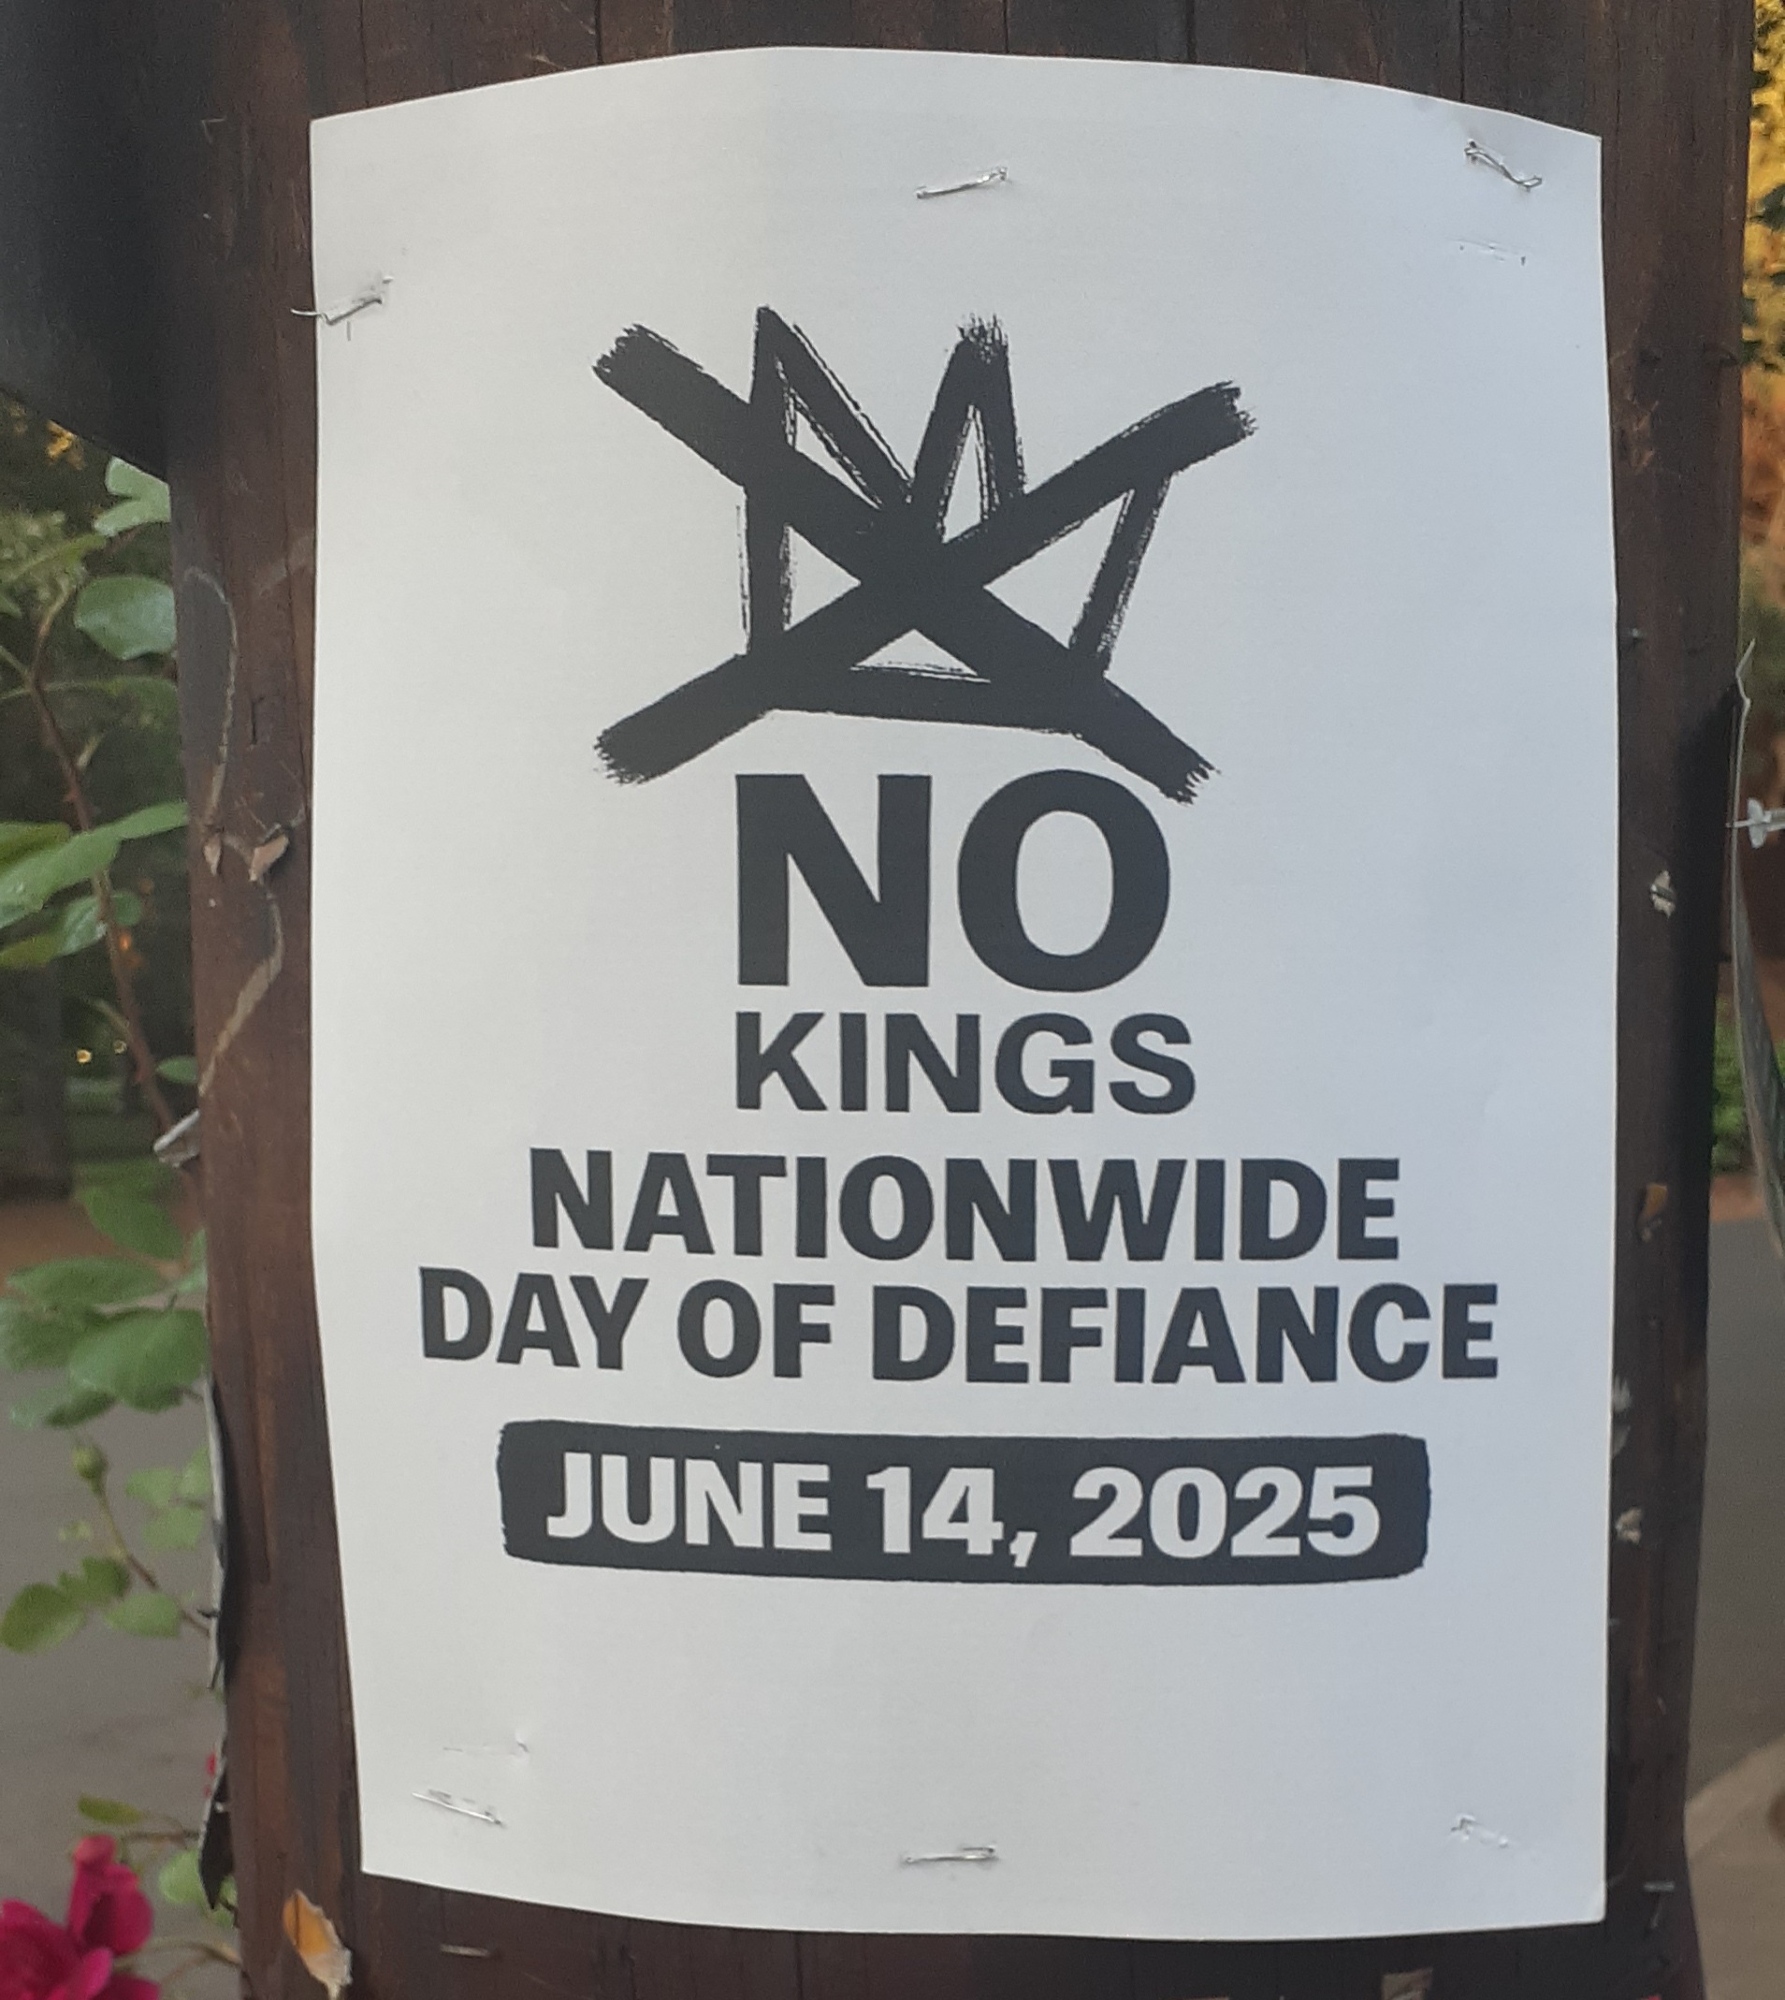 NO
KINGS
NATIONWIDE
DAY OF DEFIANCE
JUNE 14, 2025